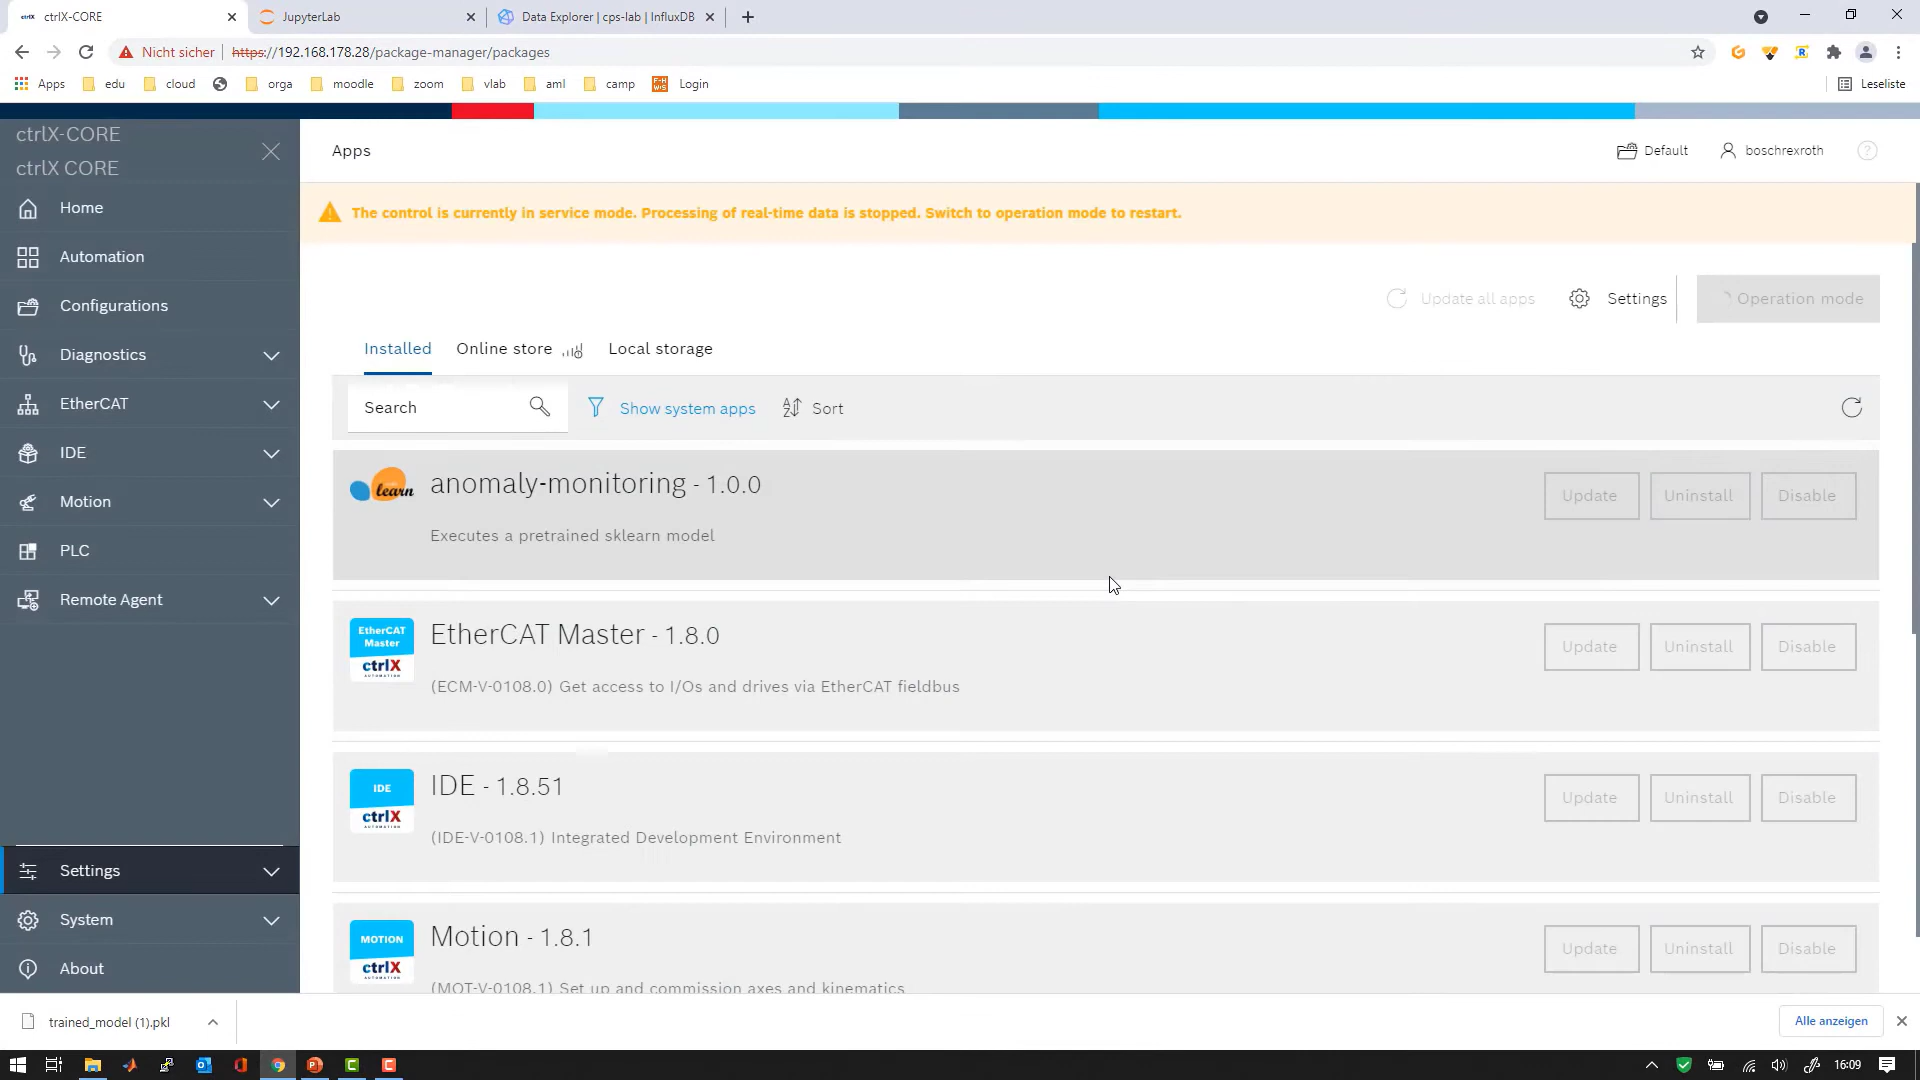 ctrlX-CORE
JupyterLab
Data Explorer | cps-lab | InfluxDB
Nicht sicher
https://192.168.178.28/package-manager/packages
Apps
edu
cloud
orga
moodle
zoom
vlab
aml
camp
Login
Leseliste
ctrlX-CORE
ctrlX CORE
Home
Automation
Configurations
Diagnostics
EtherCAT
IDE
Motion
PLC
Remote Agent
Settings
System
About
Apps
Default
boschrexroth
The control is currently in service mode. Processing of real-time data is stopped. Switch to operation mode to restart.
Update all apps
Settings
Operation mode
Installed
Online store
Local storage
Search
Show system apps
Sort
learn
anomaly-monitoring - 1.0.0
Executes a pretrained sklearn model
Update
Uninstall
Disable
EtherCAT
Master
ctrlX
AUTOMATION
EtherCAT Master - 1.8.0
(ECM-V-0108.0) Get access to I/Os and drives via EtherCAT fieldbus
Update
Uninstall
Disable
IDE
ctrlX
AUTOMATION
IDE - 1.8.51
(IDE-V-0108.1) Integrated Development Environment
Update
Uninstall
Disable
MOTION
ctrlX
AUTOMATION
Motion - 1.8.1
(MOT-V-0108.1) Set up and commission axes and kinematics
Update
Uninstall
Disable
trained_model (1).pkl
Alle anzeigen
16:09